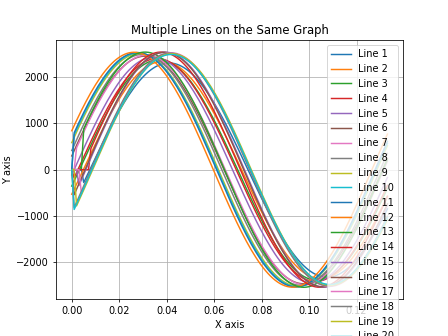 Multiple Lines on the Same Graph
Y axis
2000
1000
0
−1000
−2000
0.00 0.02 0.04 0.06 0.08 0.10
X axis
Line 1
Line 2
Line 3
Line 4
Line 5
Line 6
Line 7
Line 8
Line 9
Line 10
Line 11
Line 12
Line 13
Line 14
Line 15
Line 16
Line 17
Line 18
Line 19
Line 20